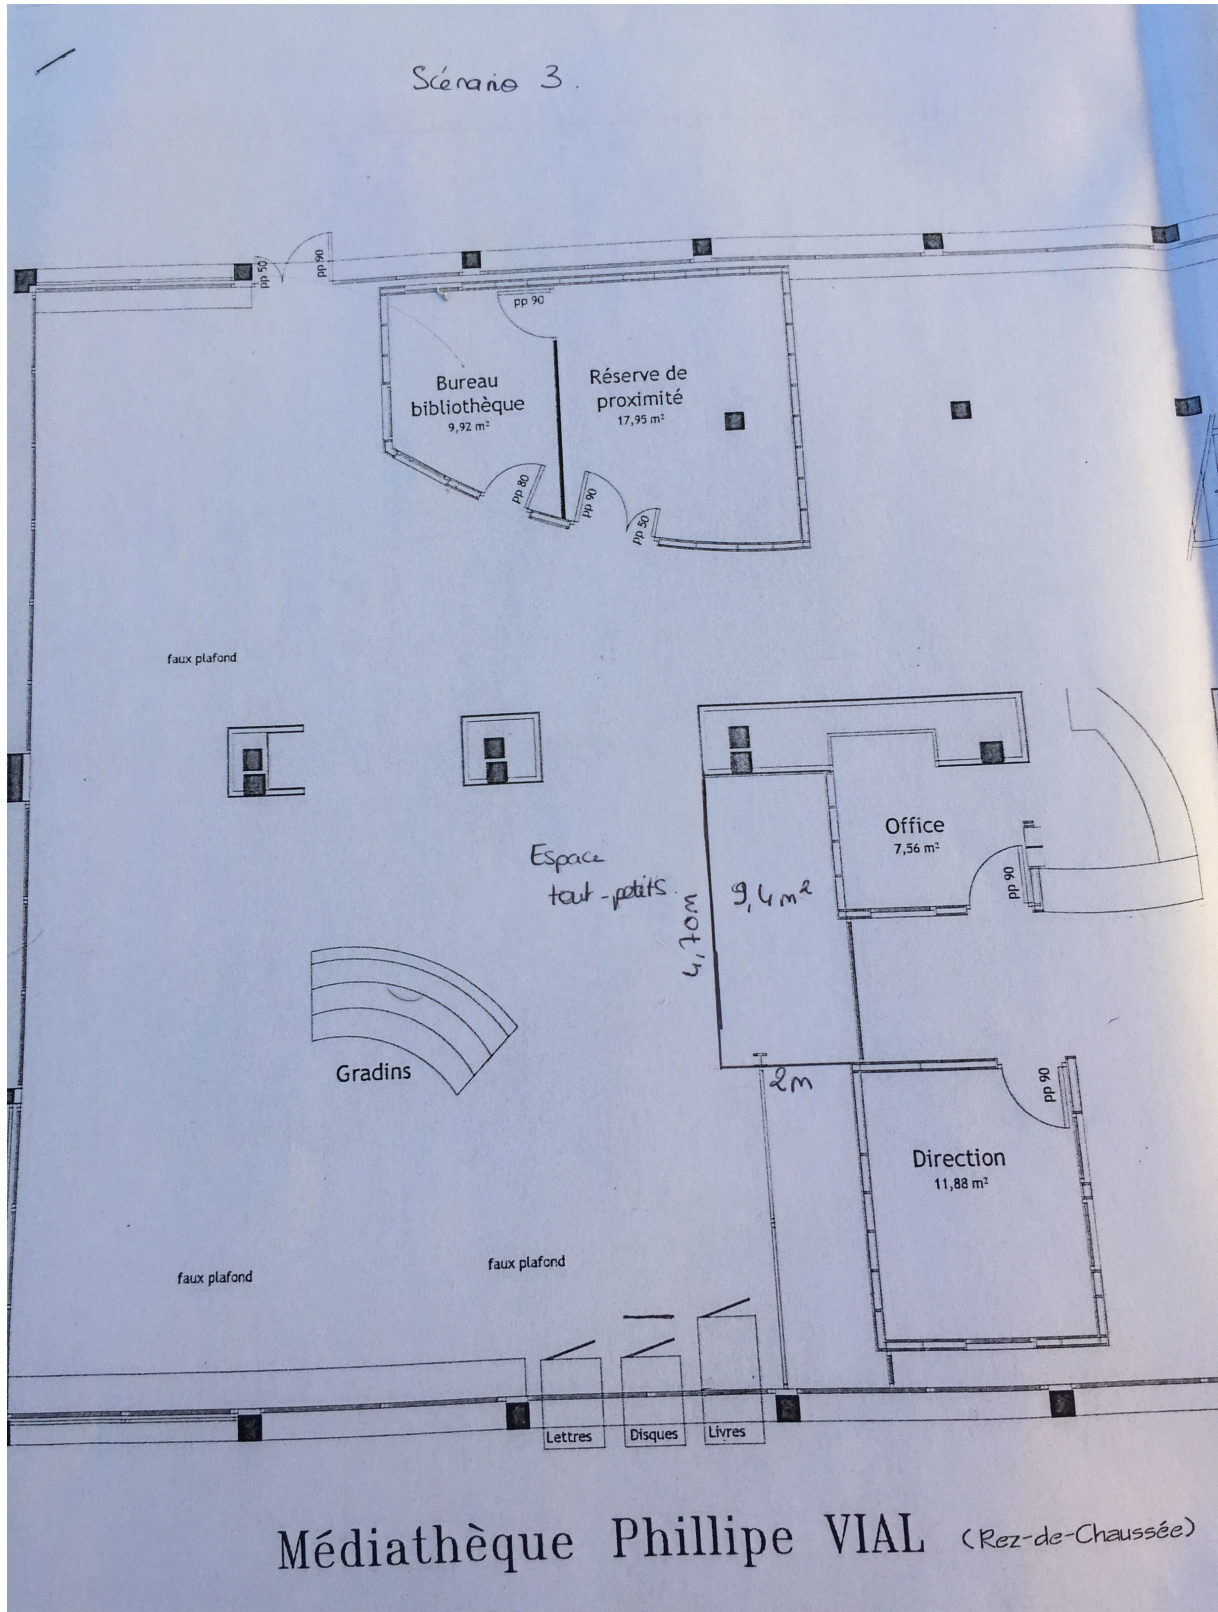 Scénario 3.
pp 50
pp 90
pp 90
Bureau
bibliothèque
9,92 m²
Réserve de
proximité
17,95 m²
pp 80
pp 90
pp 50
faux plafond
Office
7,56 m²
pp 90
Espace
tout-petits.
9,4 m²
4,70m
Gradins
2m
pp 90
Direction
11,88 m²
faux plafond
faux plafond
Lettres
Disques
Livres
Médiathèque Phillipe VIAL (Rez-de-Chaussée)